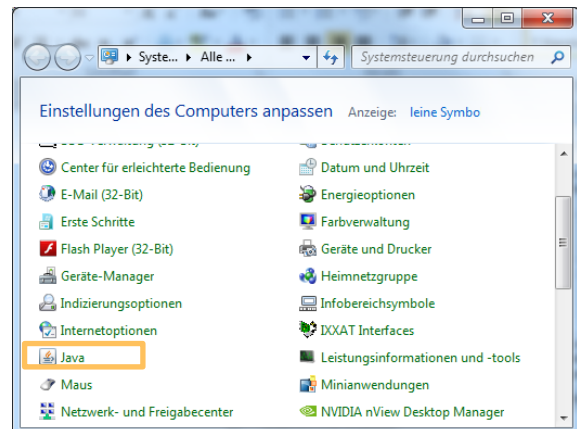 Syste... Alle ... Systemsteuerung durchsuchen
Einstellungen des Computers anpassen Anzeige: leine Symbo
Center für erleichterte Bedienung Datum und Uhrzeit
E-Mail (32-Bit) Energieoptionen
Erste Schritte Farbverwaltung
Flash Player (32-Bit) Geräte und Drucker
Geräte-Manager Heimnetzgruppe
Indizierungsoptionen Infobereichsymbole
Internetoptionen IXXAT Interfaces
Java Leistungsinformationen und -tools
Maus Minianwendungen
Netzwerk- und Freigabecenter NVIDIA nView Desktop Manager